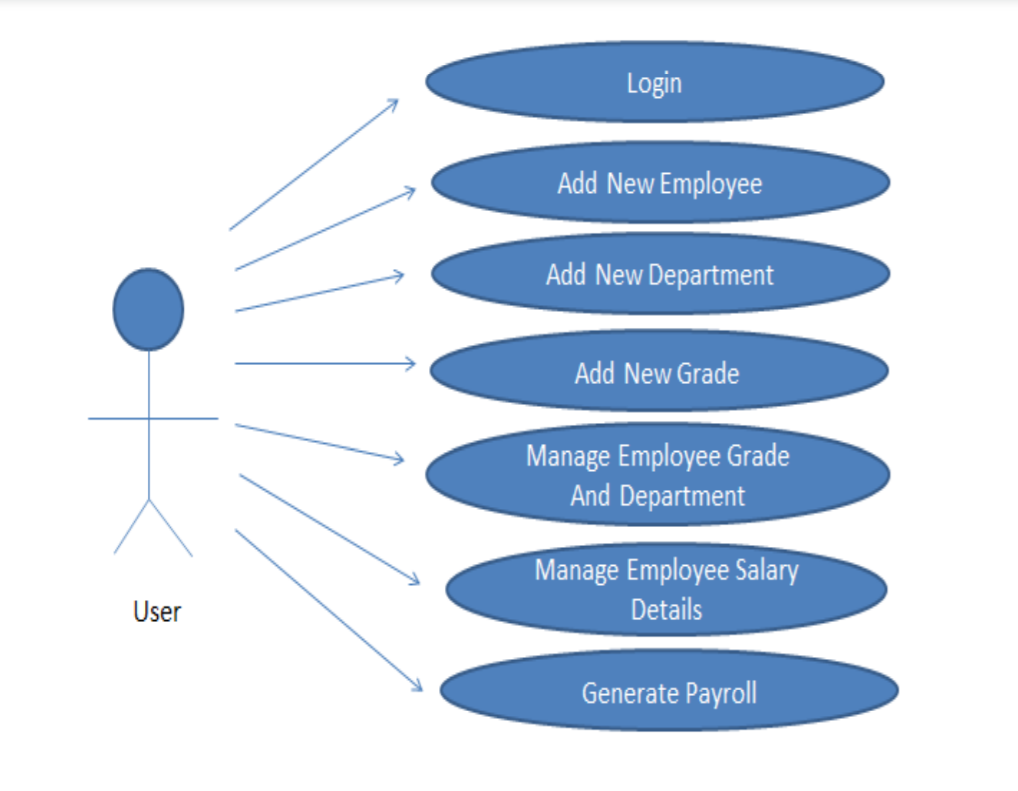 Login
Add New Employee
Add New Department
Add New Grade
Manage Employee Grade
And Department
Manage Employee Salary
Details
Generate Payroll
User